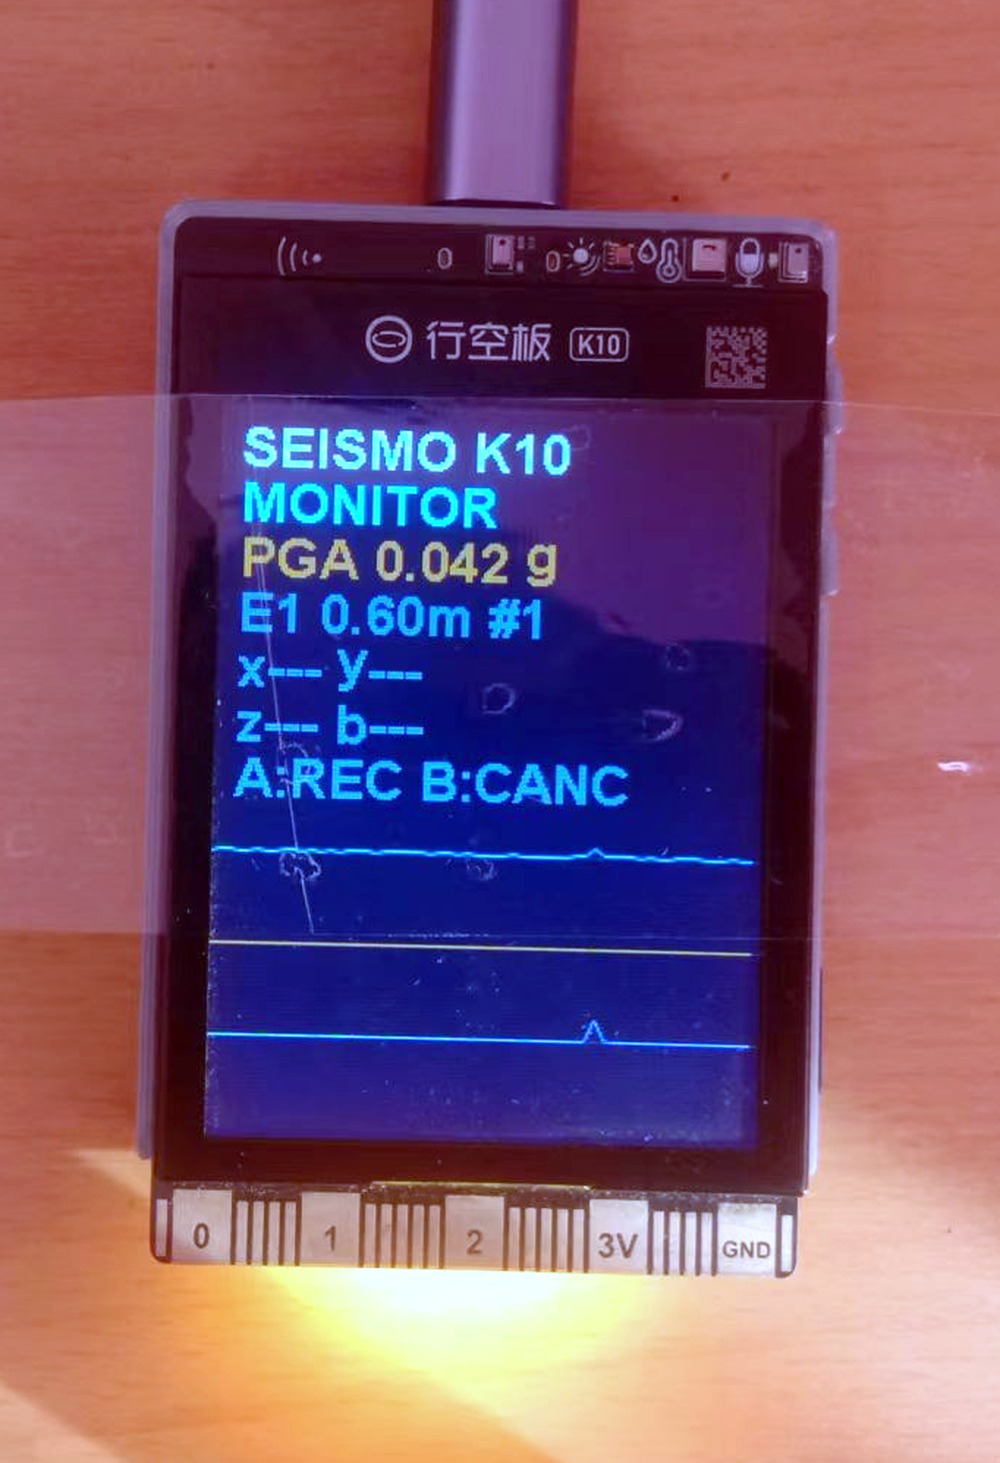 行空板 K10
SEISMO K10
MONITOR
PGA 0.042 g
E1 0.60m #1
x--- y---
z--- b---
A:REC B:CANC
0 1 2 3V GND